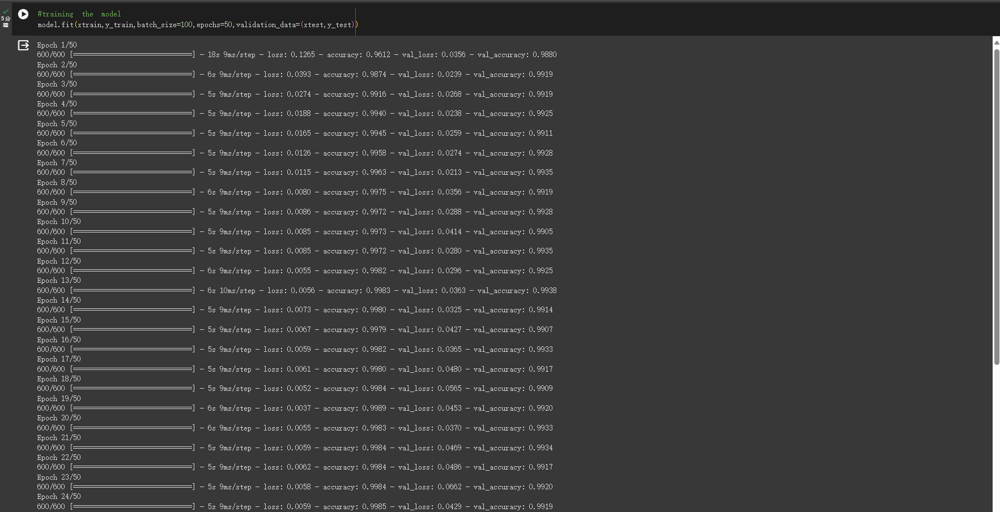 5分
鐘
#training the model
model.fit(xtrain,y_train,batch_size=100,epochs=50,validation_data=(xtest,y_test))
Epoch 1/50
600/600 [==============================] - 18s 9ms/step - loss: 0.1265 - accuracy: 0.9612 - val_loss: 0.0356 - val_accuracy: 0.9880
Epoch 2/50
600/600 [==============================] - 6s 9ms/step - loss: 0.0393 - accuracy: 0.9874 - val_loss: 0.0239 - val_accuracy: 0.9919
Epoch 3/50
600/600 [==============================] - 5s 9ms/step - loss: 0.0274 - accuracy: 0.9916 - val_loss: 0.0268 - val_accuracy: 0.9919
Epoch 4/50
600/600 [==============================] - 5s 9ms/step - loss: 0.0188 - accuracy: 0.9940 - val_loss: 0.0238 - val_accuracy: 0.9925
Epoch 5/50
600/600 [==============================] - 5s 9ms/step - loss: 0.0165 - accuracy: 0.9945 - val_loss: 0.0259 - val_accuracy: 0.9911
Epoch 6/50
600/600 [==============================] - 5s 9ms/step - loss: 0.0126 - accuracy: 0.9958 - val_loss: 0.0274 - val_accuracy: 0.9928
Epoch 7/50
600/600 [==============================] - 5s 9ms/step - loss: 0.0115 - accuracy: 0.9963 - val_loss: 0.0213 - val_accuracy: 0.9935
Epoch 8/50
600/600 [==============================] - 6s 9ms/step - loss: 0.0080 - accuracy: 0.9975 - val_loss: 0.0356 - val_accuracy: 0.9919
Epoch 9/50
600/600 [==============================] - 5s 9ms/step - loss: 0.0086 - accuracy: 0.9972 - val_loss: 0.0288 - val_accuracy: 0.9928
Epoch 10/50
600/600 [==============================] - 5s 9ms/step - loss: 0.0085 - accuracy: 0.9973 - val_loss: 0.0414 - val_accuracy: 0.9905
Epoch 11/50
600/600 [==============================] - 5s 9ms/step - loss: 0.0085 - accuracy: 0.9972 - val_loss: 0.0280 - val_accuracy: 0.9935
Epoch 12/50
600/600 [==============================] - 6s 9ms/step - loss: 0.0055 - accuracy: 0.9982 - val_loss: 0.0296 - val_accuracy: 0.9925
Epoch 13/50
600/600 [==============================] - 6s 10ms/step - loss: 0.0056 - accuracy: 0.9983 - val_loss: 0.0363 - val_accuracy: 0.9938
Epoch 14/50
600/600 [==============================] - 5s 9ms/step - loss: 0.0073 - accuracy: 0.9980 - val_loss: 0.0325 - val_accuracy: 0.9914
Epoch 15/50
600/600 [==============================] - 5s 9ms/step - loss: 0.0067 - accuracy: 0.9979 - val_loss: 0.0427 - val_accuracy: 0.9907
Epoch 16/50
600/600 [==============================] - 5s 9ms/step - loss: 0.0059 - accuracy: 0.9982 - val_loss: 0.0365 - val_accuracy: 0.9933
Epoch 17/50
600/600 [==============================] - 5s 9ms/step - loss: 0.0061 - accuracy: 0.9980 - val_loss: 0.0480 - val_accuracy: 0.9917
Epoch 18/50
600/600 [==============================] - 5s 9ms/step - loss: 0.0052 - accuracy: 0.9984 - val_loss: 0.0565 - val_accuracy: 0.9909
Epoch 19/50
600/600 [==============================] - 6s 9ms/step - loss: 0.0037 - accuracy: 0.9989 - val_loss: 0.0453 - val_accuracy: 0.9920
Epoch 20/50
600/600 [==============================] - 6s 9ms/step - loss: 0.0055 - accuracy: 0.9983 - val_loss: 0.0370 - val_accuracy: 0.9933
Epoch 21/50
600/600 [==============================] - 5s 9ms/step - loss: 0.0059 - accuracy: 0.9984 - val_loss: 0.0469 - val_accuracy: 0.9934
Epoch 22/50
600/600 [==============================] - 5s 9ms/step - loss: 0.0062 - accuracy: 0.9984 - val_loss: 0.0486 - val_accuracy: 0.9917
Epoch 23/50
600/600 [==============================] - 5s 9ms/step - loss: 0.0058 - accuracy: 0.9984 - val_loss: 0.0662 - val_accuracy: 0.9920
Epoch 24/50
600/600 [==============================] - 5s 9ms/step - loss: 0.0059 - accuracy: 0.9985 - val_loss: 0.0429 - val_accuracy: 0.9919